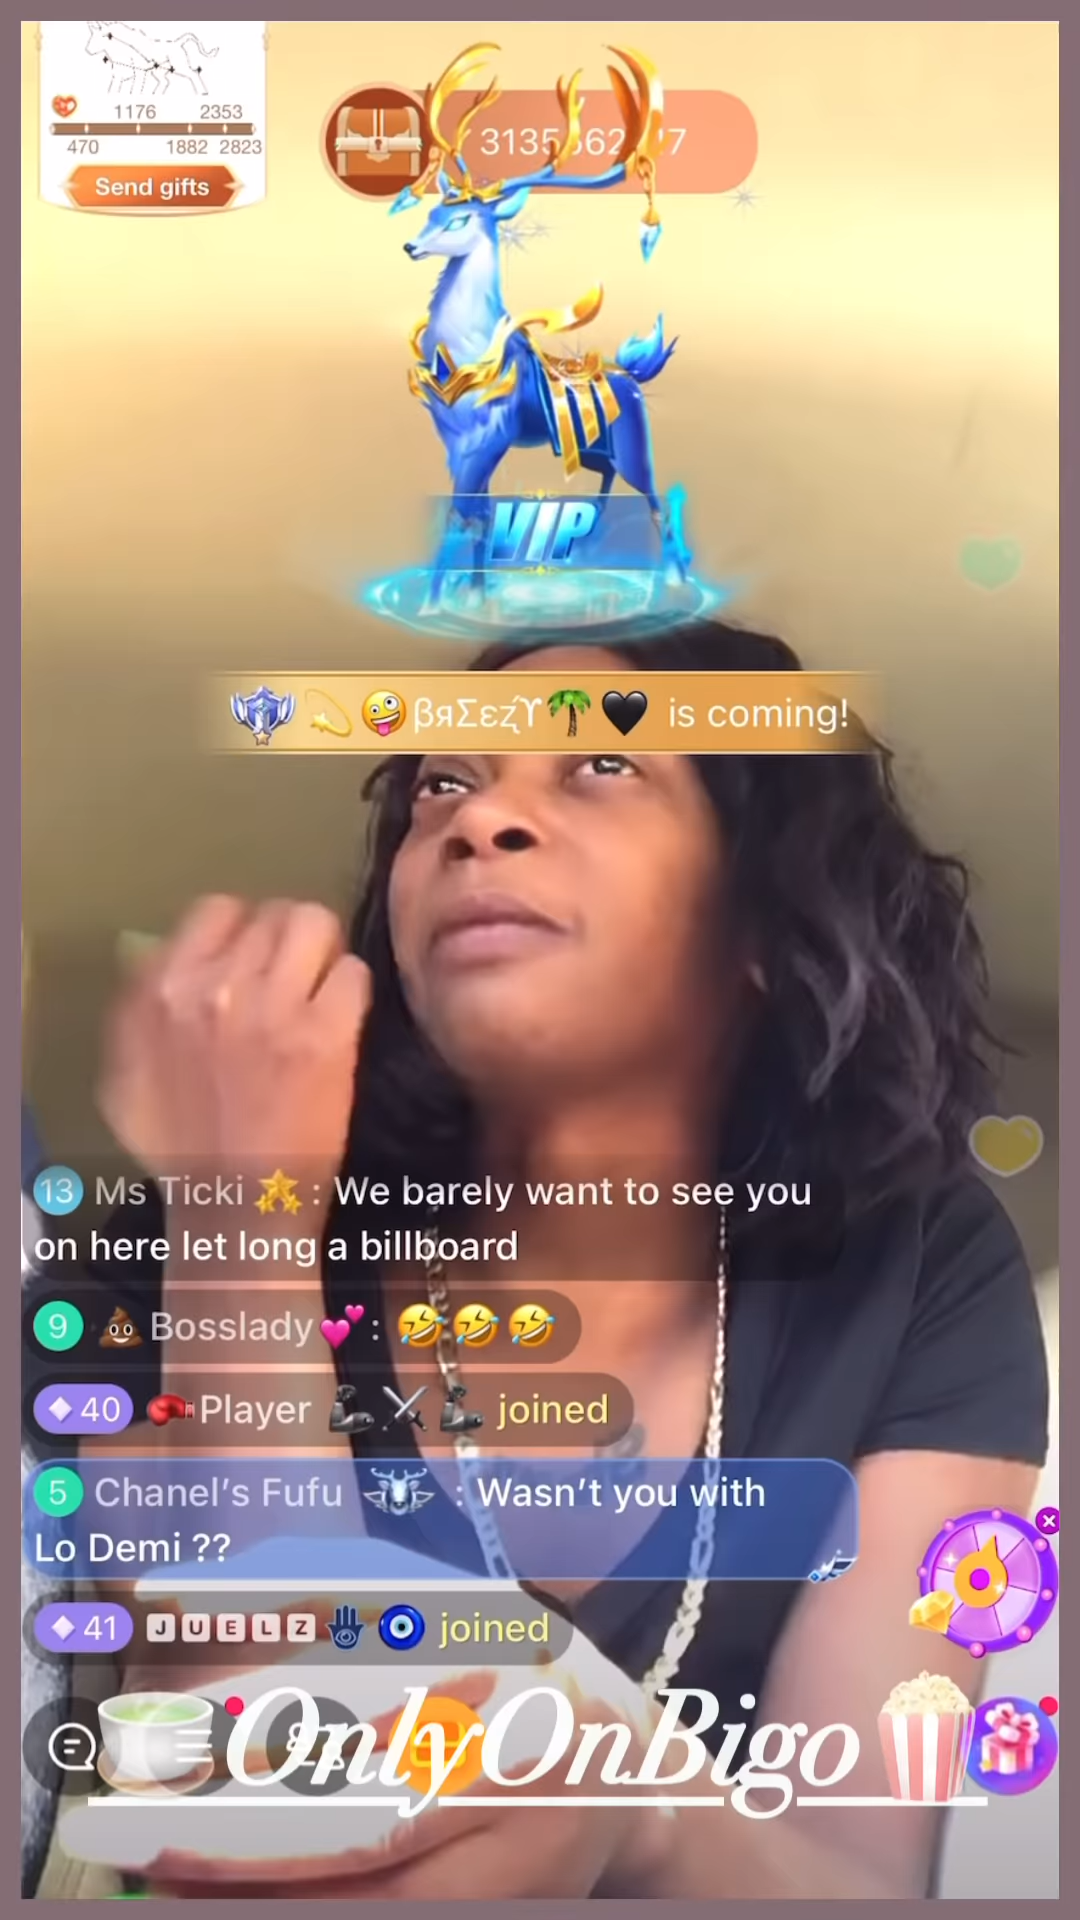 1176 2353
470 1882 2823
Send gifts
VIP
βяΣεʑϒ🌴🖤 is coming!
13 Ms Ticki : We barely want to see you
on here let long a billboard
9 💩 Bosslady💕 : 🤣🤣🤣
40 🥊Player 🦾⚔🦾 joined
5 Chanel’s Fufu : Wasn’t you with
Lo Demi ??
41 JUELZ🪬🧿 joined
🍵OnlyOnBigo🍿